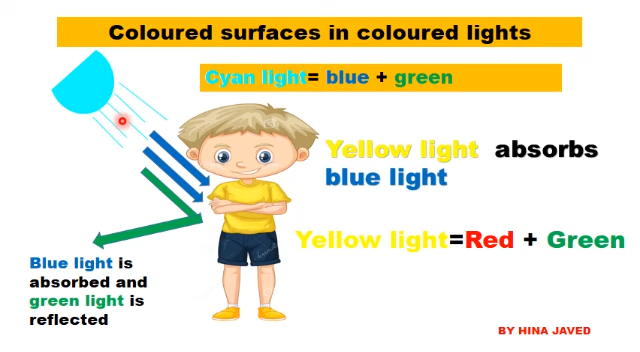 Coloured surfaces in coloured lights
Cyan light= blue + green
Yellow light absorbs
blue light
Yellow light=Red + Green
Blue light is
absorbed and
green light is
reflected
BY HINA JAVED